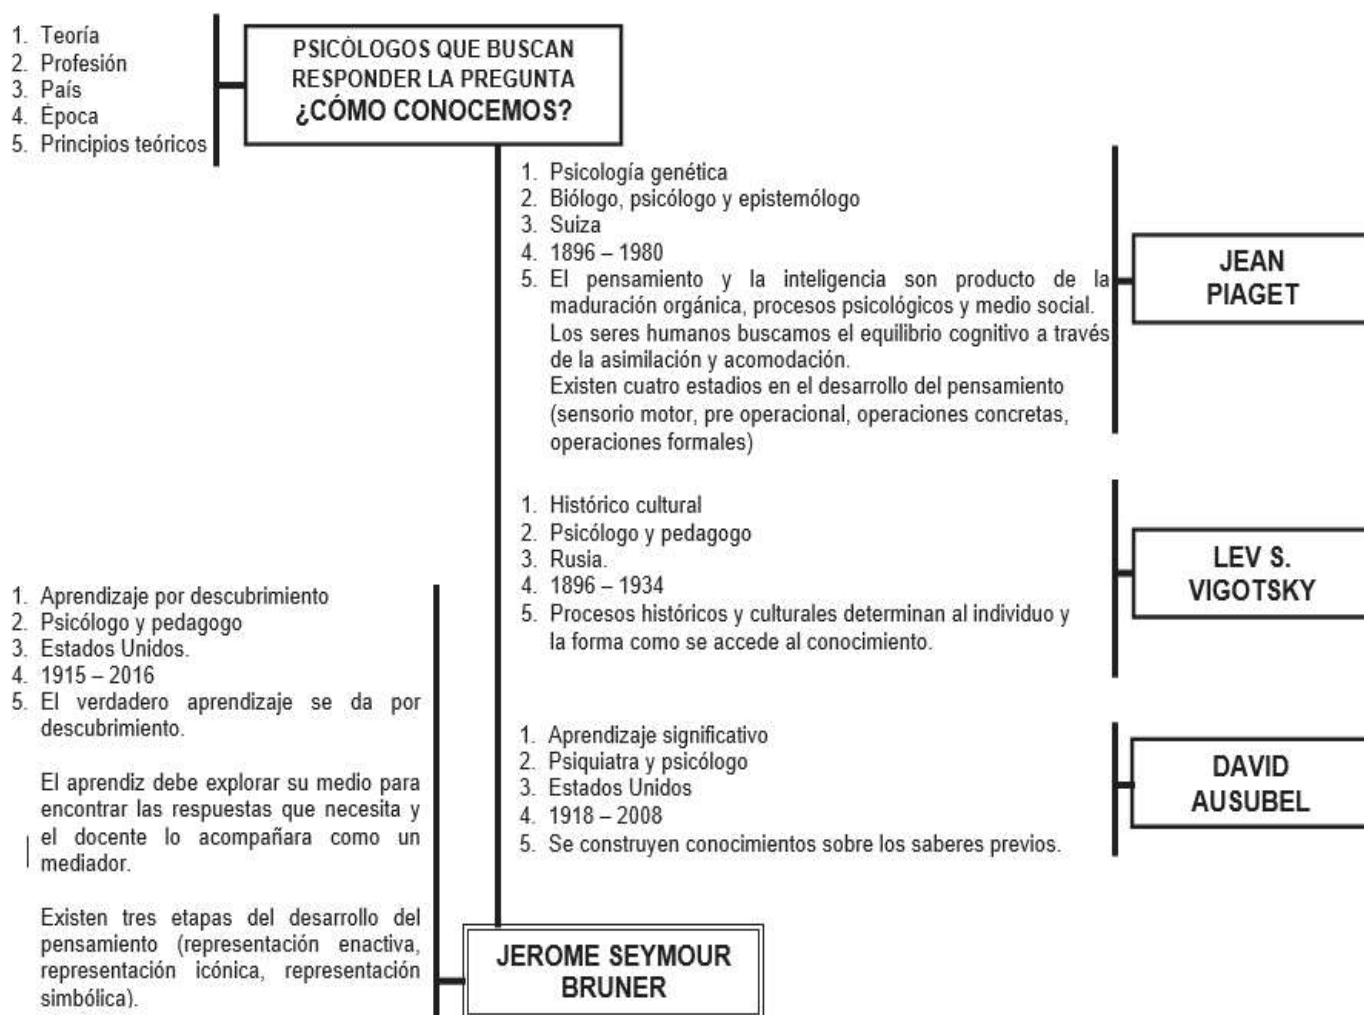 1. Teoría
2. Profesión
3. País
4. Época
5. Principios teóricos
PSICÓLOGOS QUE BUSCAN
RESPONDER LA PREGUNTA
¿CÓMO CONOCEMOS?
1. Psicología genética
2. Biólogo, psicólogo y epistemólogo
3. Suiza
4. 1896 – 1980
5. El pensamiento y la inteligencia son producto de la
maduración orgánica, procesos psicológicos y medio social.
Los seres humanos buscamos el equilibrio cognitivo a través
de la asimilación y acomodación.
Existen cuatro estadios en el desarrollo del pensamiento
(sensorio motor, pre operacional, operaciones concretas,
operaciones formales)
JEAN
PIAGET
1. Histórico cultural
2. Psicólogo y pedagogo
3. Rusia.
4. 1896 – 1934
5. Procesos históricos y culturales determinan al individuo y
la forma como se accede al conocimiento.
LEV S.
VIGOTSKY
1. Aprendizaje significativo
2. Psiquiatra y psicólogo
3. Estados Unidos
4. 1918 – 2008
5. Se construyen conocimientos sobre los saberes previos.
DAVID
AUSUBEL
1. Aprendizaje por descubrimiento
2. Psicólogo y pedagogo
3. Estados Unidos.
4. 1915 – 2016
5. El verdadero aprendizaje se da por
descubrimiento.
El aprendiz debe explorar su medio para
encontrar las respuestas que necesita y
el docente lo acompañara como un
mediador.
Existen tres etapas del desarrollo del
pensamiento (representación enactiva,
representación icónica, representación
simbólica).
JEROME SEYMOUR
BRUNER